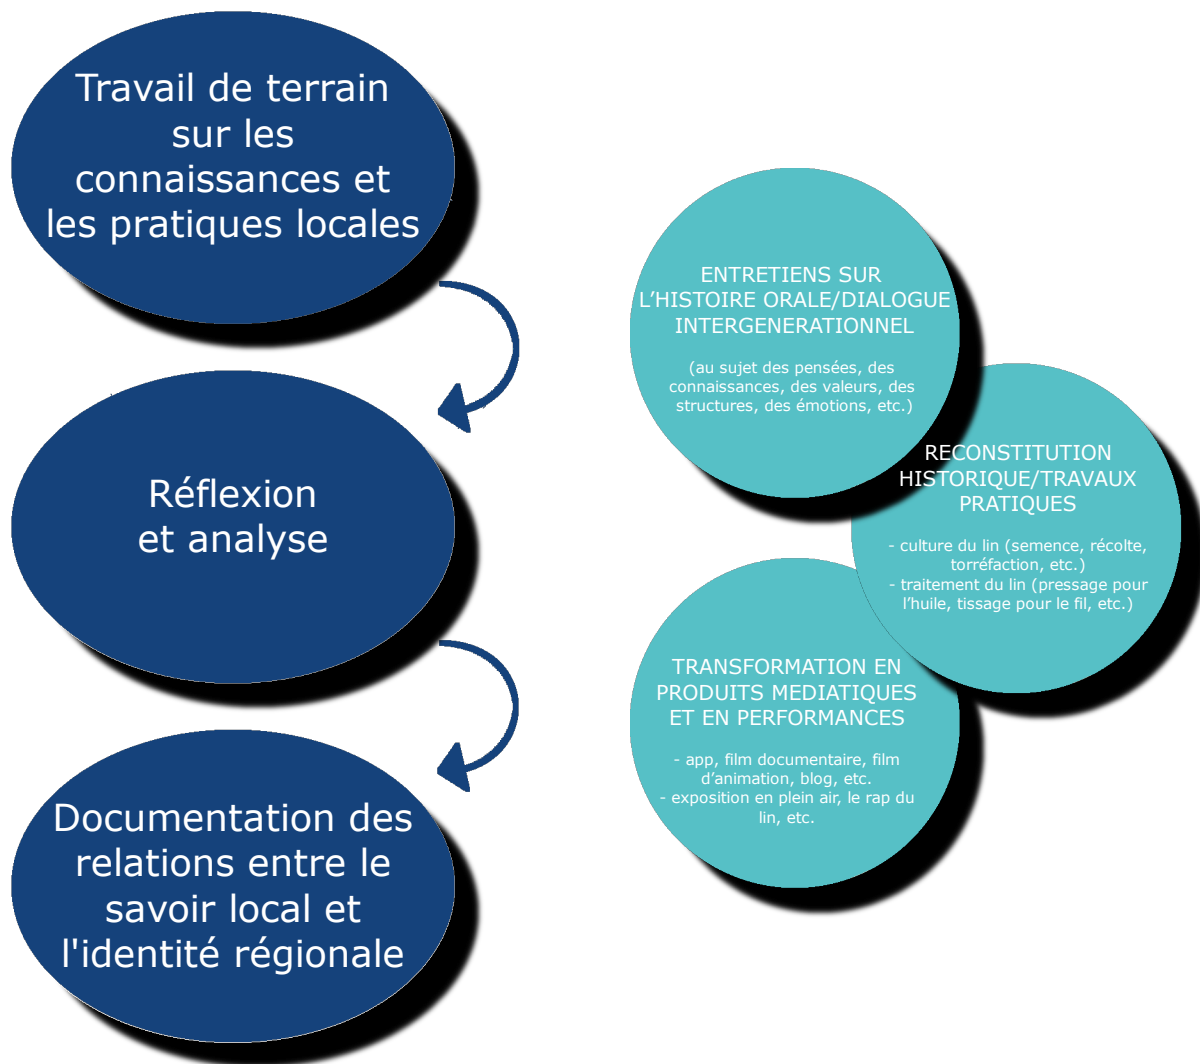 Travail de terrain
sur les
connaissances et
les pratiques locales
Réflexion
et analyse
Documentation des
relations entre le
savoir local et
l'identité régionale
ENTRETIENS SUR
L’HISTOIRE ORALE/DIALOGUE
INTERGENERATIONNEL
(au sujet des pensées, des
connaissances, des valeurs, des
structures, des émotions, etc.)
RECONSTITUTION
HISTORIQUE/TRAVAUX
PRATIQUES
- culture du lin (semence, récolte,
torréfaction, etc.)
- traitement du lin (pressage pour
l’huile, tissage pour le fil, etc.)
TRANSFORMATION EN
PRODUITS MEDIATIQUES
ET EN PERFORMANCES
- app, film documentaire, film
d’animation, blog, etc.
- exposition en plein air, le rap du
lin, etc.